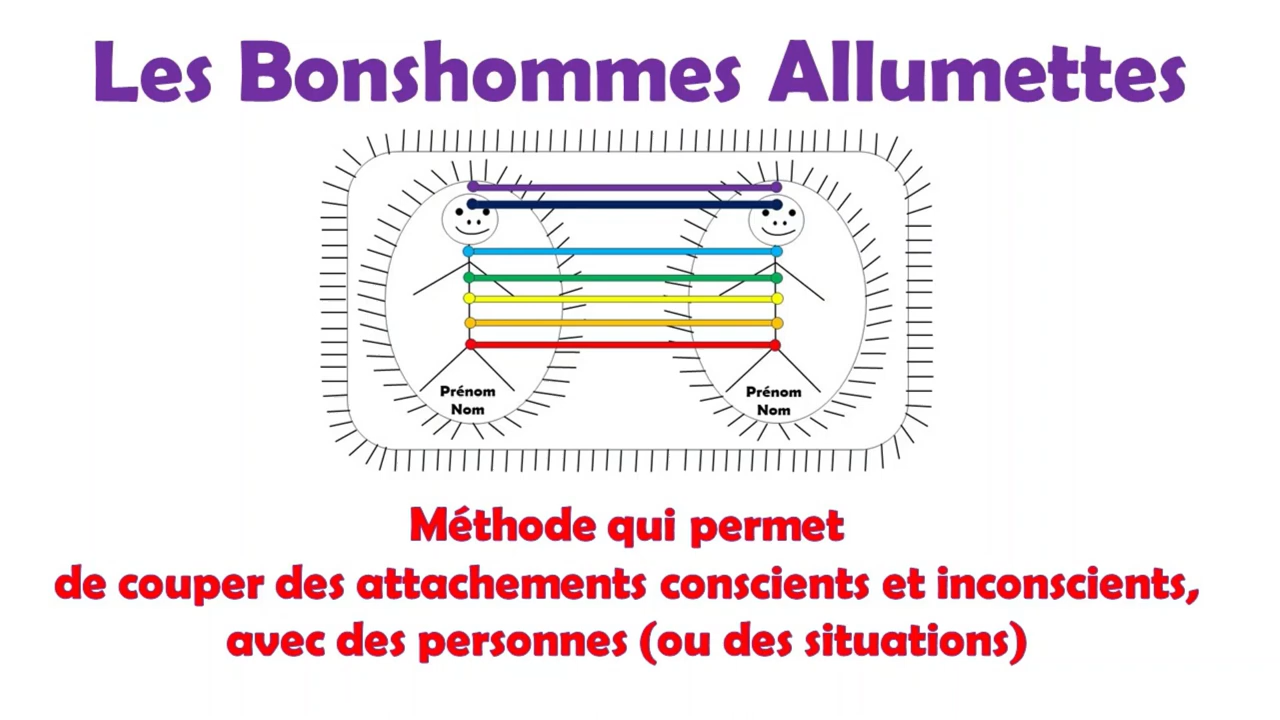 Les Bonshommes Allumettes
Prénom
Nom
Prénom
Nom
Méthode qui permet
de couper des attachements conscients et inconscients,
avec des personnes (ou des situations)